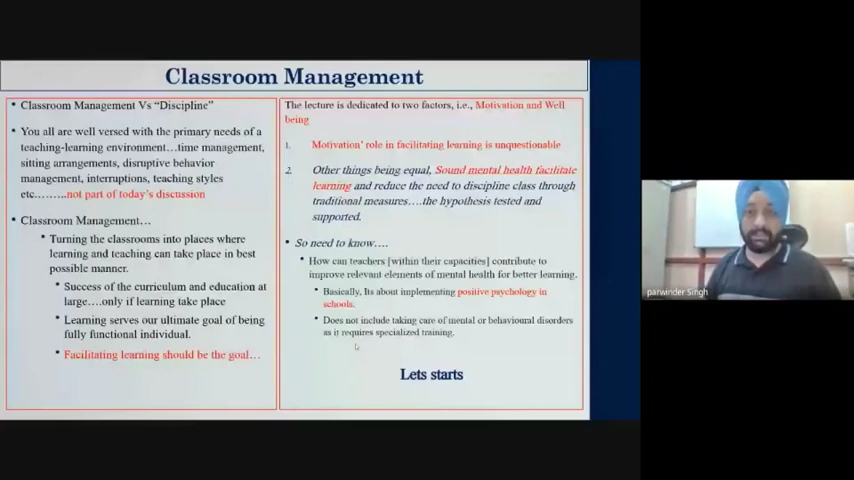 Classroom Management
Classroom Management Vs “Discipline”
You all are well versed with the primary needs of a
teaching-learning environment…time management,
sitting arrangements, disruptive behavior
management, interruptions, teaching styles
etc………not part of today’s discussion
Classroom Management…
Turning the classrooms into places where
learning and teaching can take place in best
possible manner.
Success of the curriculum and education at
large….only if learning take place
Learning serves our ultimate goal of being
fully functional individual.
Facilitating learning should be the goal…
The lecture is dedicated to two factors, i.e., Motivation and Well
being
1. Motivation’ role in facilitating learning is unquestionable
2. Other things being equal, Sound mental health facilitate
learning and reduce the need to discipline class through
traditional measures….the hypothesis tested and
supported.
So need to know….
How can teachers [within their capacities] contribute to
improve relevant elements of mental health for better learning.
Basically, Its about implementing positive psychology in
schools.
Does not include taking care of mental or behavioural disorders
as it requires specialized training.
Lets starts
parwinder Singh